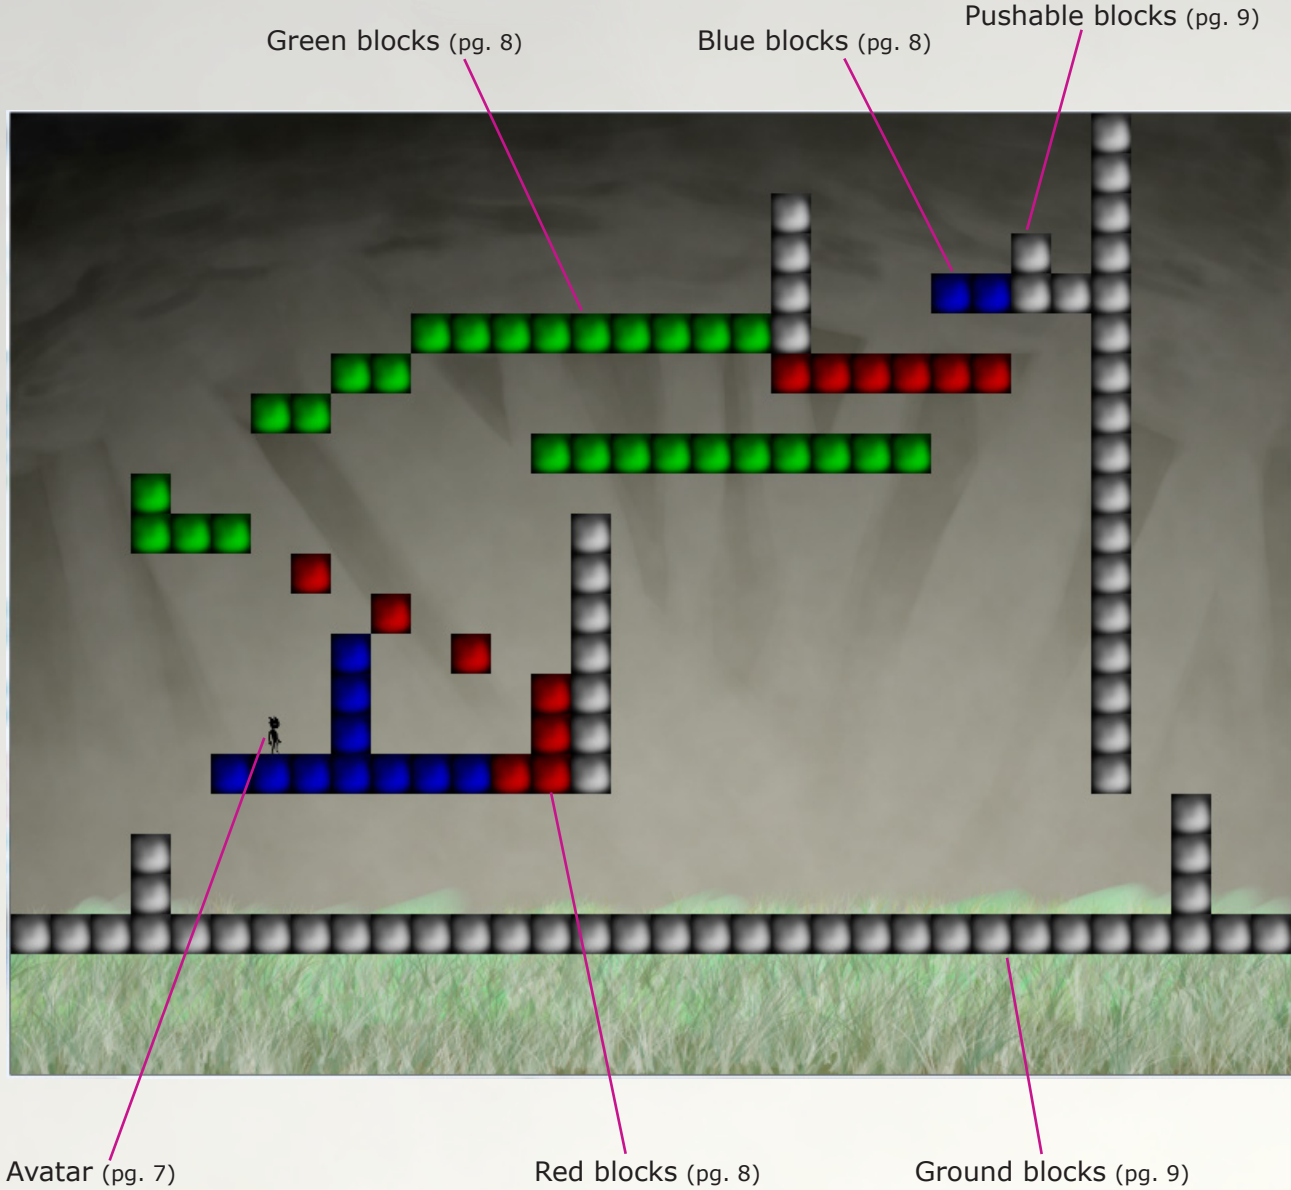 Pushable blocks (pg. 9)
Green blocks (pg. 8)
Blue blocks (pg. 8)
Avatar (pg. 7)
Red blocks (pg. 8)
Ground blocks (pg. 9)